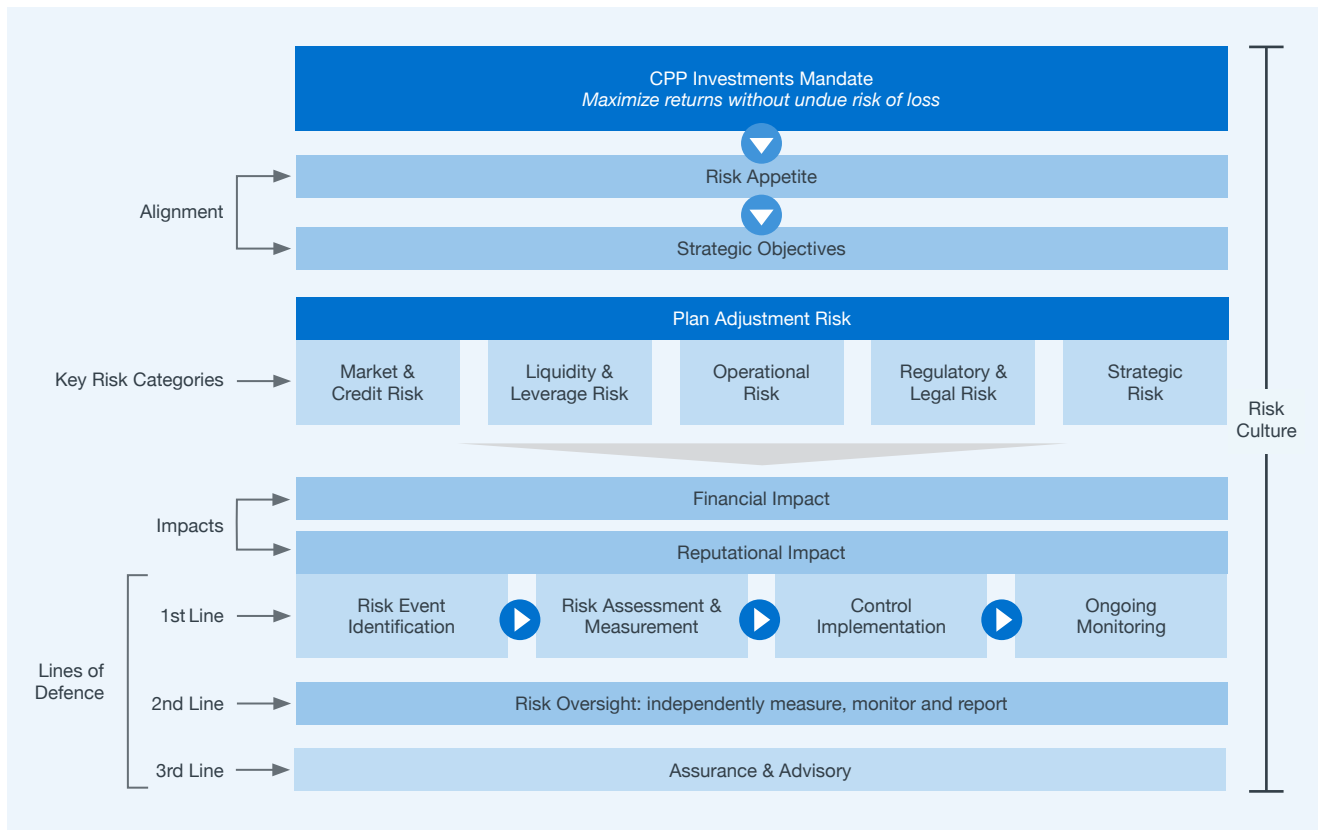 CPP Investments Mandate
Maximize returns without undue risk of loss
Risk Appetite
Alignment
Strategic Objectives
Plan Adjustment Risk
Key Risk Categories
Market &
Credit Risk
Liquidity &
Leverage Risk
Operational
Risk
Regulatory &
Legal Risk
Strategic
Risk
Risk
Culture
Financial Impact
Impacts
Reputational Impact
Lines of
Defence
1st Line
Risk Event
Identification
Risk Assessment &
Measurement
Control
Implementation
Ongoing
Monitoring
2nd Line
Risk Oversight: independently measure, monitor and report
3rd Line
Assurance & Advisory